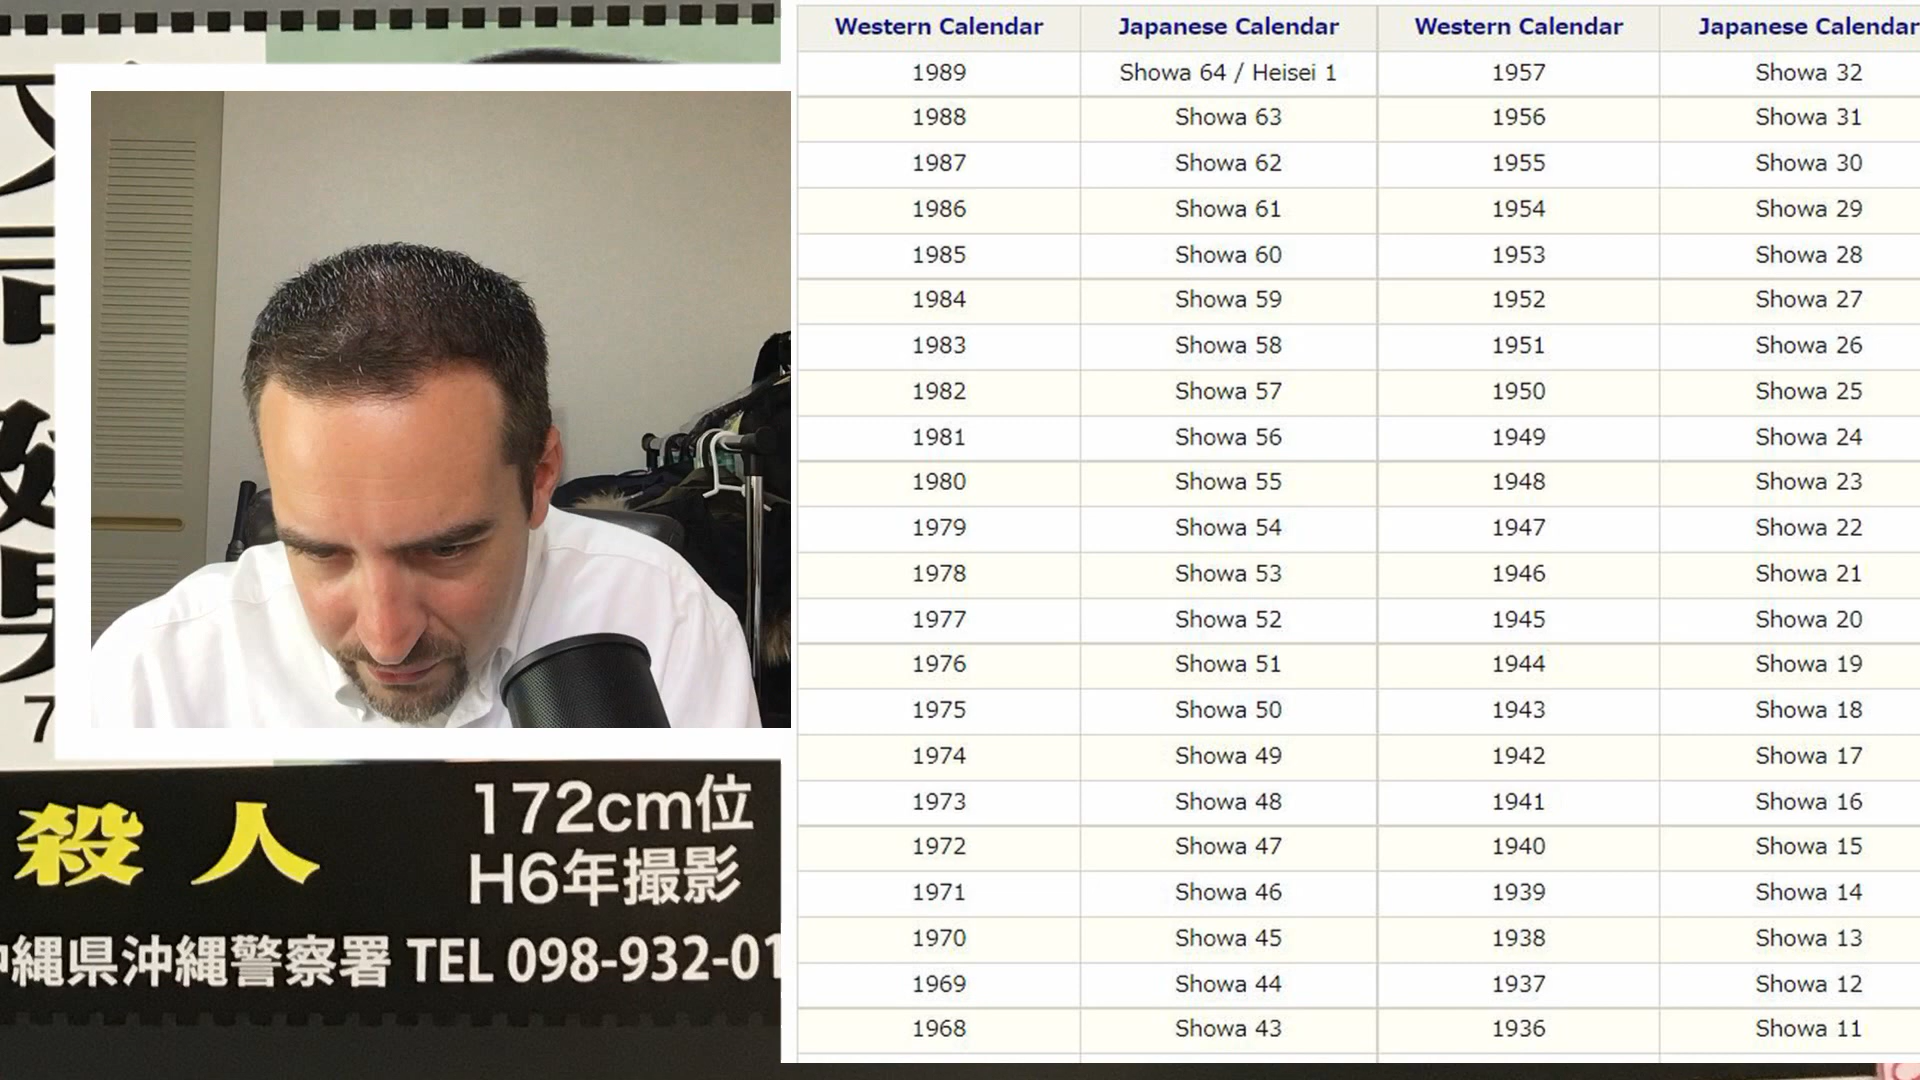 7
殺人
172cm位
H6年撮影
沖縄県沖縄警察署 TEL 098-932-01
Western Calendar Japanese Calendar Western Calendar Japanese Calendar
1989 Showa 64 / Heisei 1 1957 Showa 32
1988 Showa 63 1956 Showa 31
1987 Showa 62 1955 Showa 30
1986 Showa 61 1954 Showa 29
1985 Showa 60 1953 Showa 28
1984 Showa 59 1952 Showa 27
1983 Showa 58 1951 Showa 26
1982 Showa 57 1950 Showa 25
1981 Showa 56 1949 Showa 24
1980 Showa 55 1948 Showa 23
1979 Showa 54 1947 Showa 22
1978 Showa 53 1946 Showa 21
1977 Showa 52 1945 Showa 20
1976 Showa 51 1944 Showa 19
1975 Showa 50 1943 Showa 18
1974 Showa 49 1942 Showa 17
1973 Showa 48 1941 Showa 16
1972 Showa 47 1940 Showa 15
1971 Showa 46 1939 Showa 14
1970 Showa 45 1938 Showa 13
1969 Showa 44 1937 Showa 12
1968 Showa 43 1936 Showa 11